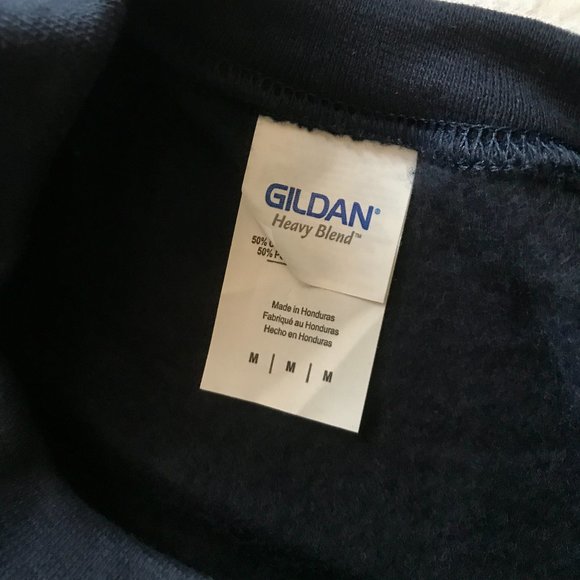 GILDAN®
Heavy Blend™
50%
50%
Made in Honduras
Fabriqué au Honduras
Hecho en Honduras
M | M | M